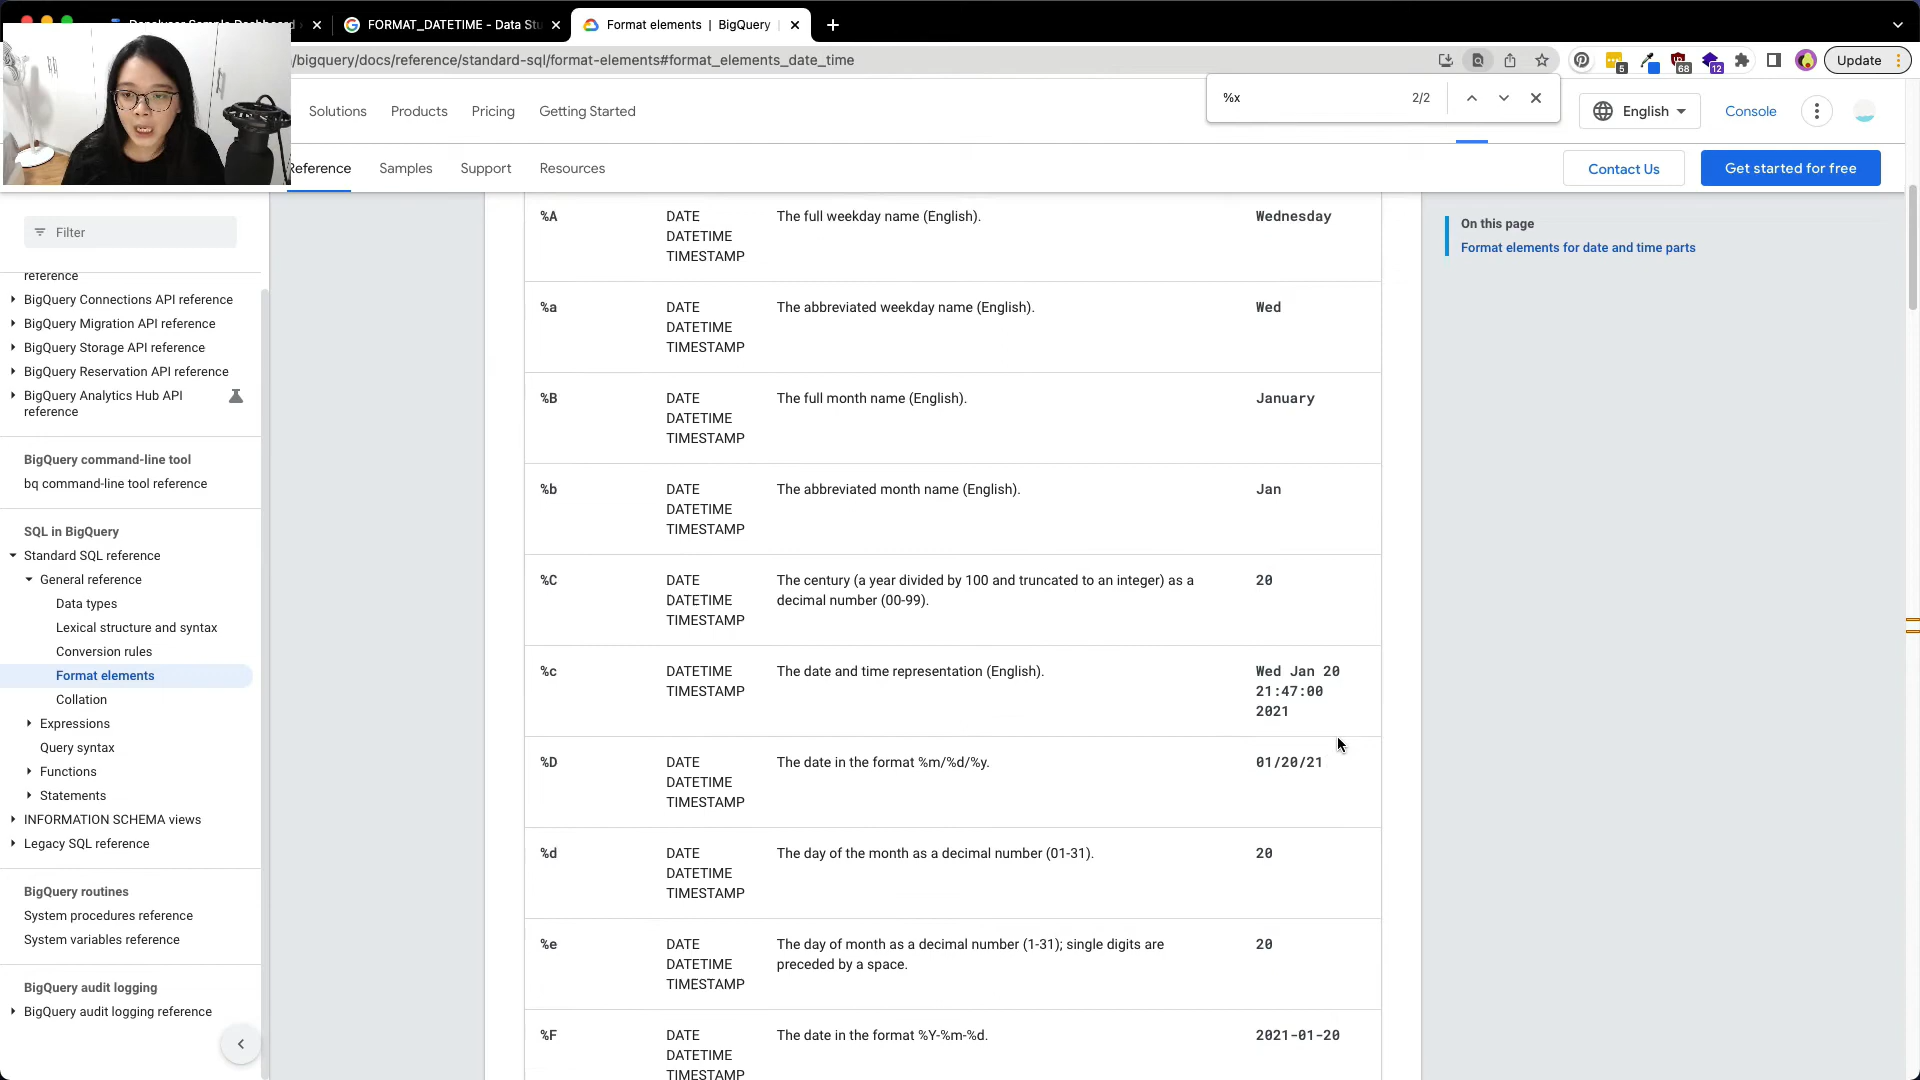 FORMAT_DATETIME - Data Stu
Format elements | BigQuery
/bigquery/docs/reference/standard-sql/format-elements#format_elements_date_time
5
68
12
Update
%x
2/2
Solutions
Products
Pricing
Getting Started
English
Console
Reference
Samples
Support
Resources
Contact Us
Get started for free
Filter
reference
BigQuery Connections API reference
BigQuery Migration API reference
BigQuery Storage API reference
BigQuery Reservation API reference
BigQuery Analytics Hub API
reference
BigQuery command-line tool
bq command-line tool reference
SQL in BigQuery
Standard SQL reference
General reference
Data types
Lexical structure and syntax
Conversion rules
Format elements
Collation
Expressions
Query syntax
Functions
Statements
INFORMATION SCHEMA views
Legacy SQL reference
BigQuery routines
System procedures reference
System variables reference
BigQuery audit logging
BigQuery audit logging reference
%A DATE The full weekday name (English). Wednesday
DATETIME
TIMESTAMP
%a DATE The abbreviated weekday name (English). Wed
DATETIME
TIMESTAMP
%B DATE The full month name (English). January
DATETIME
TIMESTAMP
%b DATE The abbreviated month name (English). Jan
DATETIME
TIMESTAMP
%C DATE The century (a year divided by 100 and truncated to an integer) as a 20
DATETIME decimal number (00-99).
TIMESTAMP
%c DATETIME The date and time representation (English). Wed Jan 20
TIMESTAMP 21:47:00
2021
%D DATE The date in the format %m/%d/%y. 01/20/21
DATETIME
TIMESTAMP
%d DATE The day of the month as a decimal number (01-31). 20
DATETIME
TIMESTAMP
%e DATE The day of month as a decimal number (1-31); single digits are 20
DATETIME preceded by a space.
TIMESTAMP
%F DATE The date in the format %Y-%m-%d. 2021-01-20
DATETIME
TIMESTAMP
On this page
Format elements for date and time parts